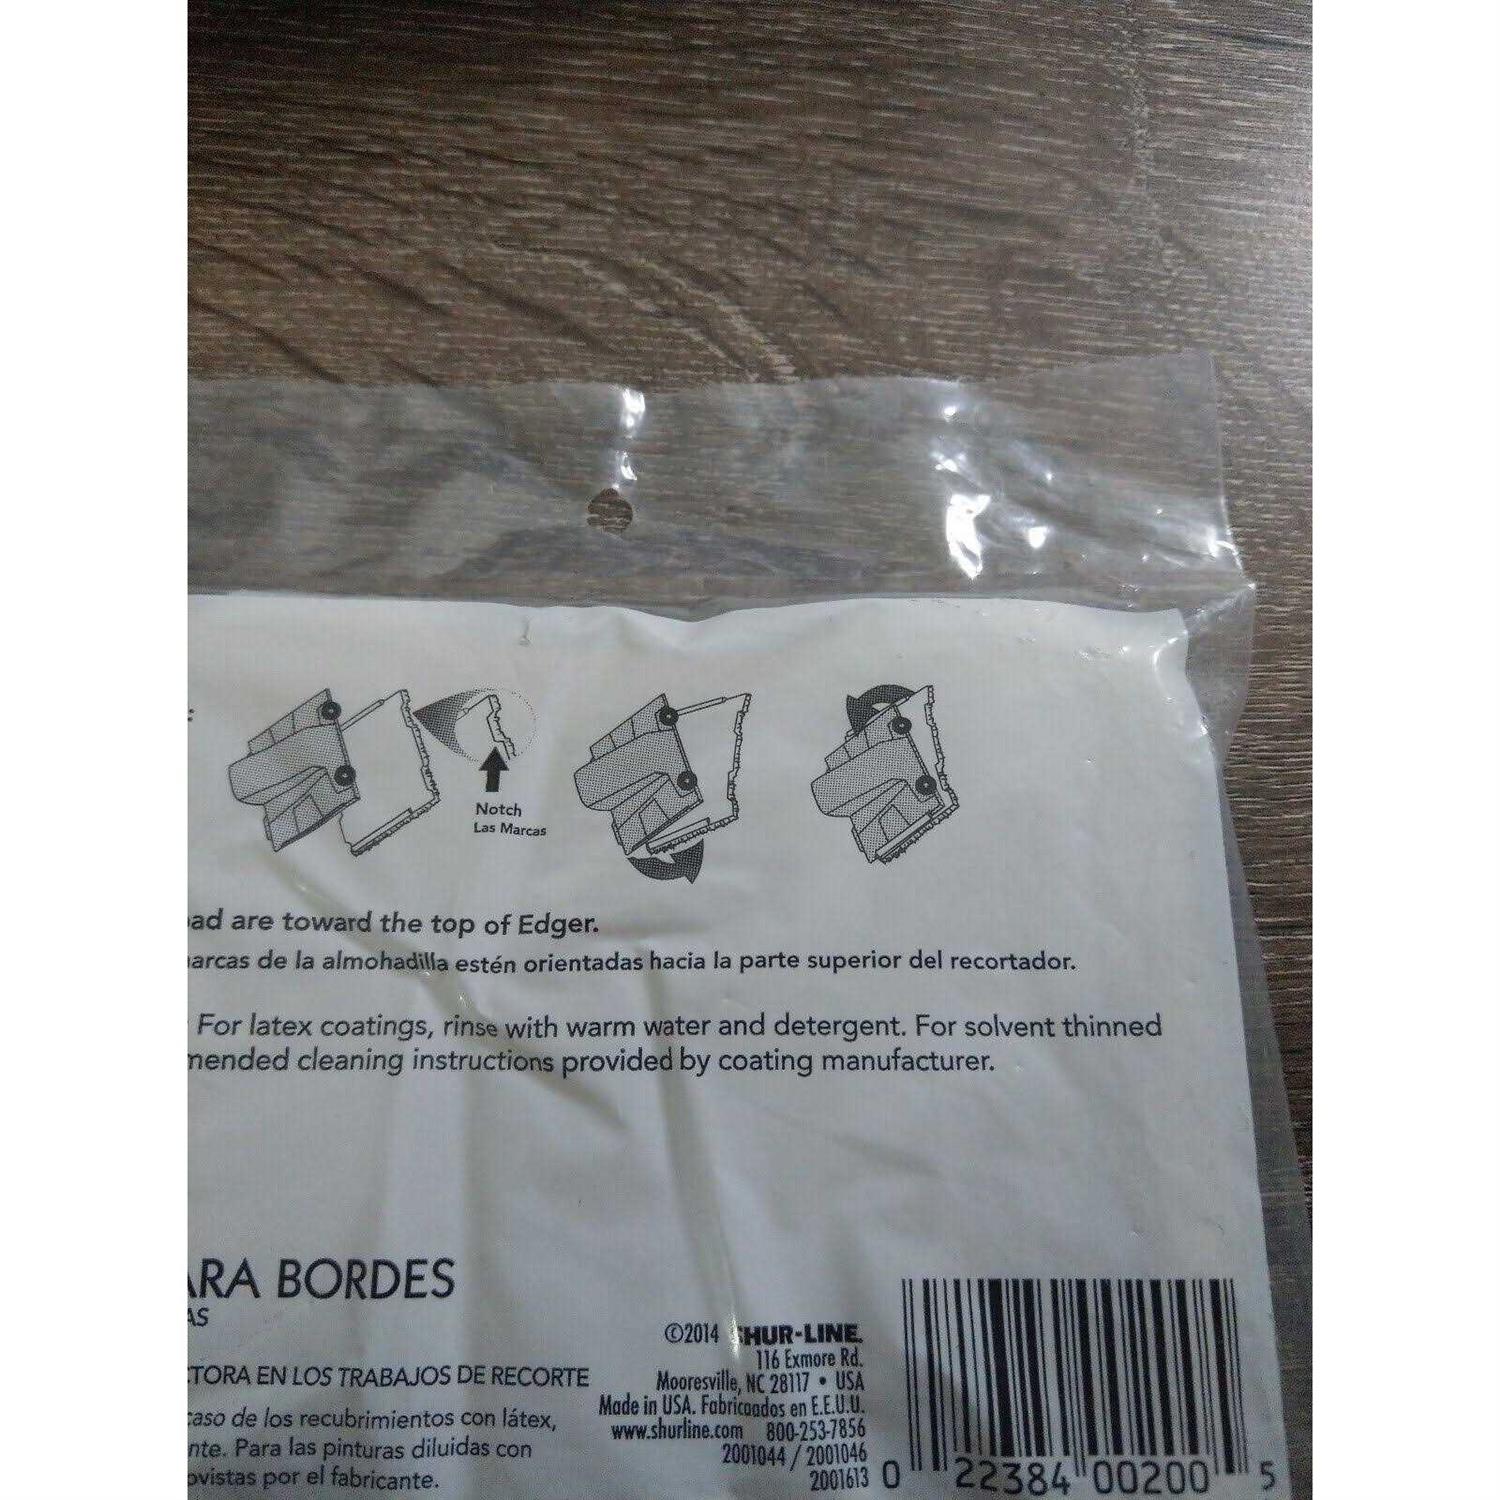 :
Notch
Las Marcas
ad are toward the top of Edger.
arcas de la almohadilla estén orientadas hacia la parte superior del recortador.
For latex coatings, rinse with warm water and detergent. For solvent thinned
mended cleaning instructions provided by coating manufacturer.
ARA BORDES
AS
TORA EN LOS TRABAJOS DE RECORTE
caso de los recubrimientos con látex,
nte. Para las pinturas diluidas con
ovistas por el fabricante.
©2014 SHUR-LINE.
116 Exmore Rd.
Mooresville, NC 28117 • USA
Made in USA. Fabricaados en E.E.U.U.
www.shurline.com 800-253-7856
2001044 / 2001046
2001613
0 22384 00200 5